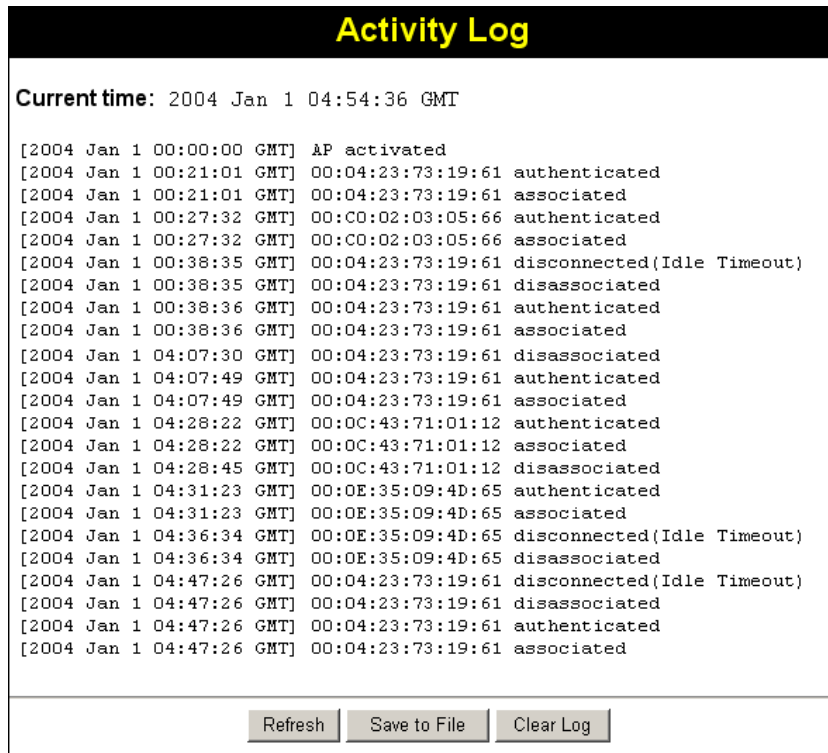 Activity Log
Current time: 2004 Jan 1 04:54:36 GMT
[2004 Jan 1 00:00:00 GMT] AP activated
[2004 Jan 1 00:21:01 GMT] 00:04:23:73:19:61 authenticated
[2004 Jan 1 00:21:01 GMT] 00:04:23:73:19:61 associated
[2004 Jan 1 00:27:32 GMT] 00:C0:02:03:05:66 authenticated
[2004 Jan 1 00:27:32 GMT] 00:C0:02:03:05:66 associated
[2004 Jan 1 00:38:35 GMT] 00:04:23:73:19:61 disconnected(Idle Timeout)
[2004 Jan 1 00:38:35 GMT] 00:04:23:73:19:61 disassociated
[2004 Jan 1 00:38:36 GMT] 00:04:23:73:19:61 authenticated
[2004 Jan 1 00:38:36 GMT] 00:04:23:73:19:61 associated
[2004 Jan 1 04:07:30 GMT] 00:04:23:73:19:61 disassociated
[2004 Jan 1 04:07:49 GMT] 00:04:23:73:19:61 authenticated
[2004 Jan 1 04:07:49 GMT] 00:04:23:73:19:61 associated
[2004 Jan 1 04:28:22 GMT] 00:0C:43:71:01:12 authenticated
[2004 Jan 1 04:28:22 GMT] 00:0C:43:71:01:12 associated
[2004 Jan 1 04:28:45 GMT] 00:0C:43:71:01:12 disassociated
[2004 Jan 1 04:31:23 GMT] 00:0E:35:09:4D:65 authenticated
[2004 Jan 1 04:31:23 GMT] 00:0E:35:09:4D:65 associated
[2004 Jan 1 04:36:34 GMT] 00:0E:35:09:4D:65 disconnected(Idle Timeout)
[2004 Jan 1 04:36:34 GMT] 00:0E:35:09:4D:65 disassociated
[2004 Jan 1 04:47:26 GMT] 00:04:23:73:19:61 disconnected(Idle Timeout)
[2004 Jan 1 04:47:26 GMT] 00:04:23:73:19:61 disassociated
[2004 Jan 1 04:47:26 GMT] 00:04:23:73:19:61 authenticated
[2004 Jan 1 04:47:26 GMT] 00:04:23:73:19:61 associated
Refresh Save to File Clear Log